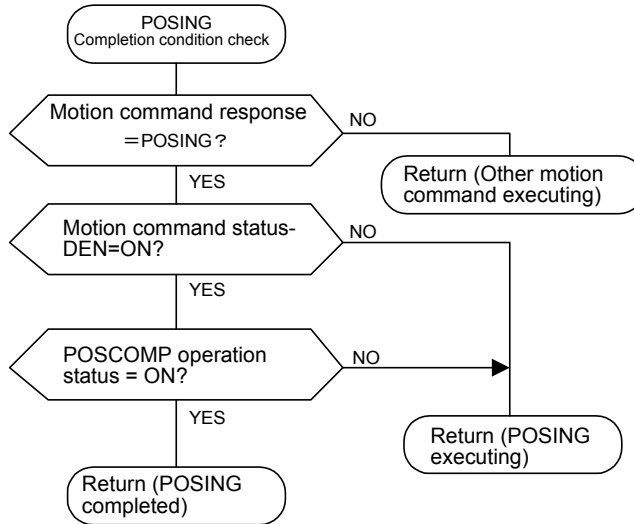 POSING
Completion condition check
Motion command response
＝POSING？
NO
YES
Return (Other motion
command executing)
Motion command status-
DEN=ON?
NO
YES
POSCOMP operation
status = ON?
NO
YES
Return (POSING
executing)
Return (POSING
completed)